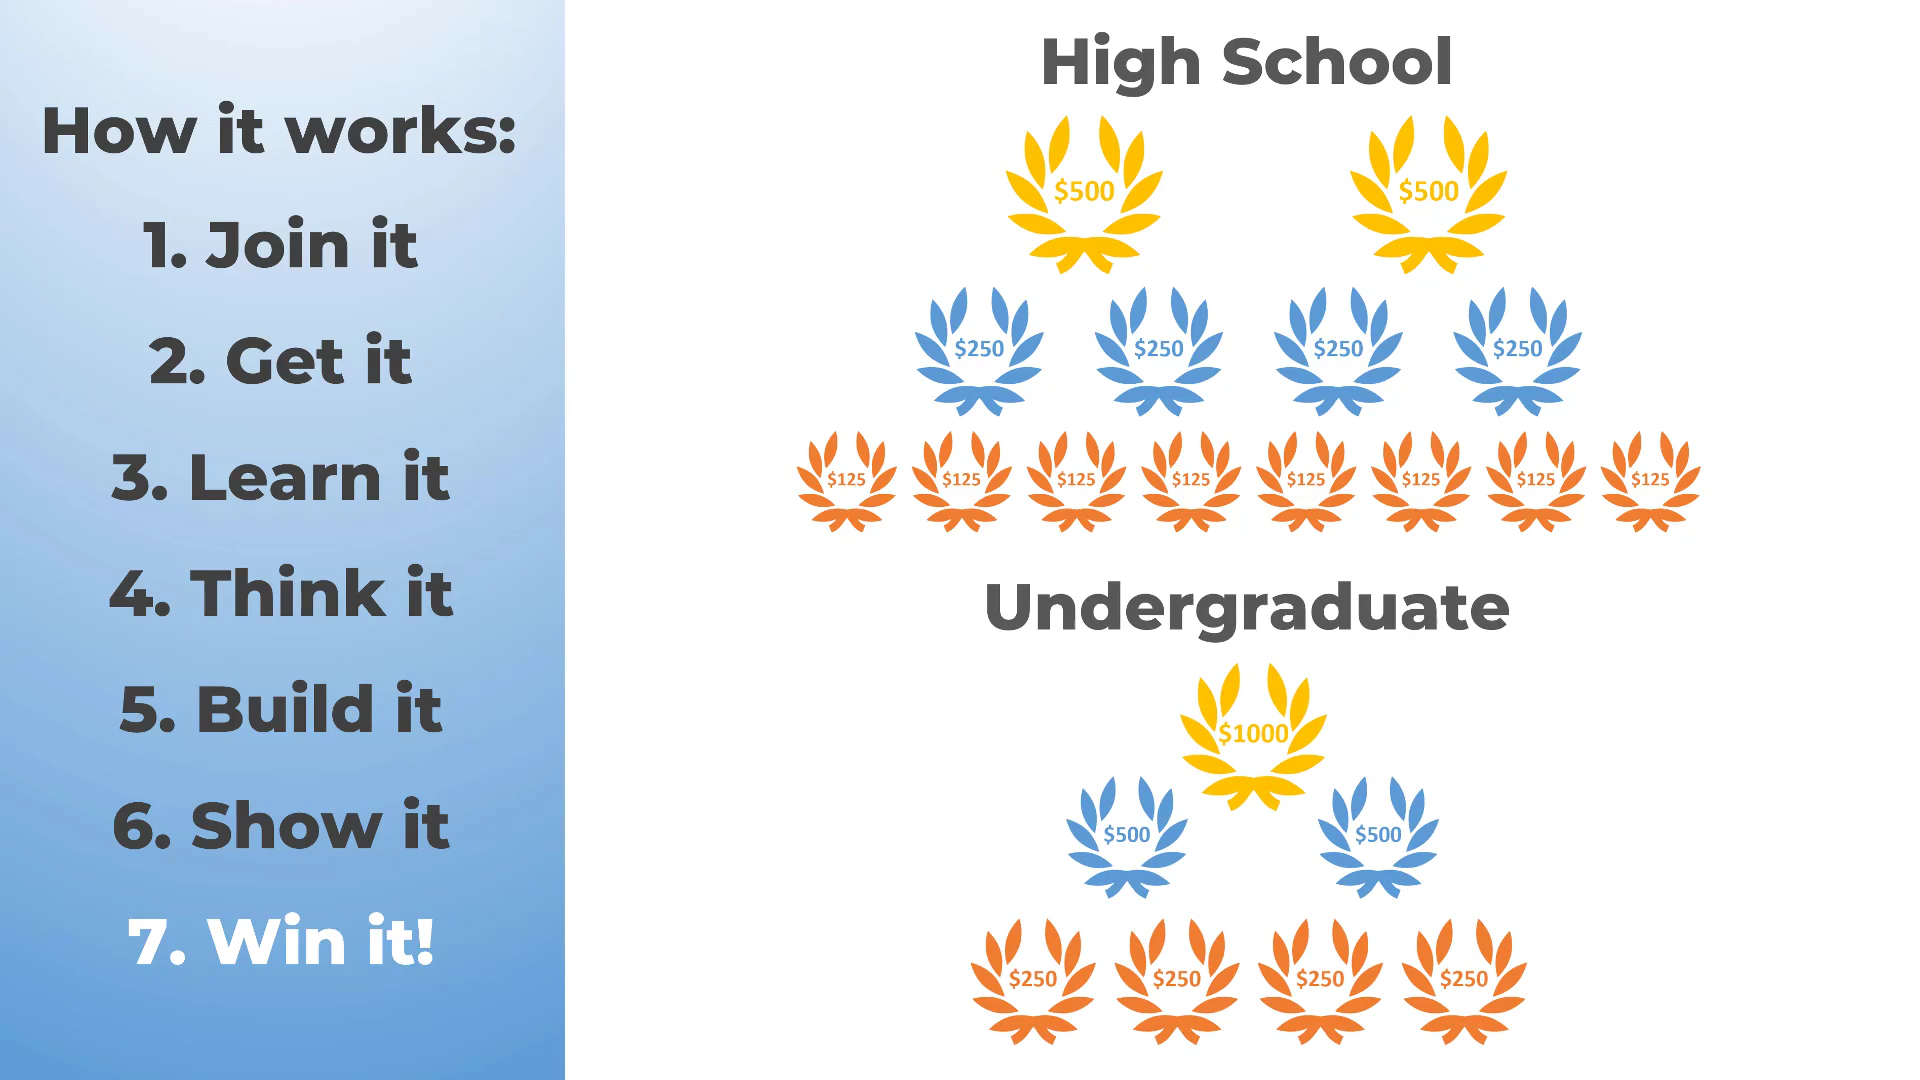 How it works:
1. Join it
2. Get it
3. Learn it
4. Think it
5. Build it
6. Show it
7. Win it!
High School
$500 $500
$250 $250 $250 $250
$125 $125 $125 $125 $125 $125 $125 $125
Undergraduate
$1000
$500 $500
$250 $250 $250 $250